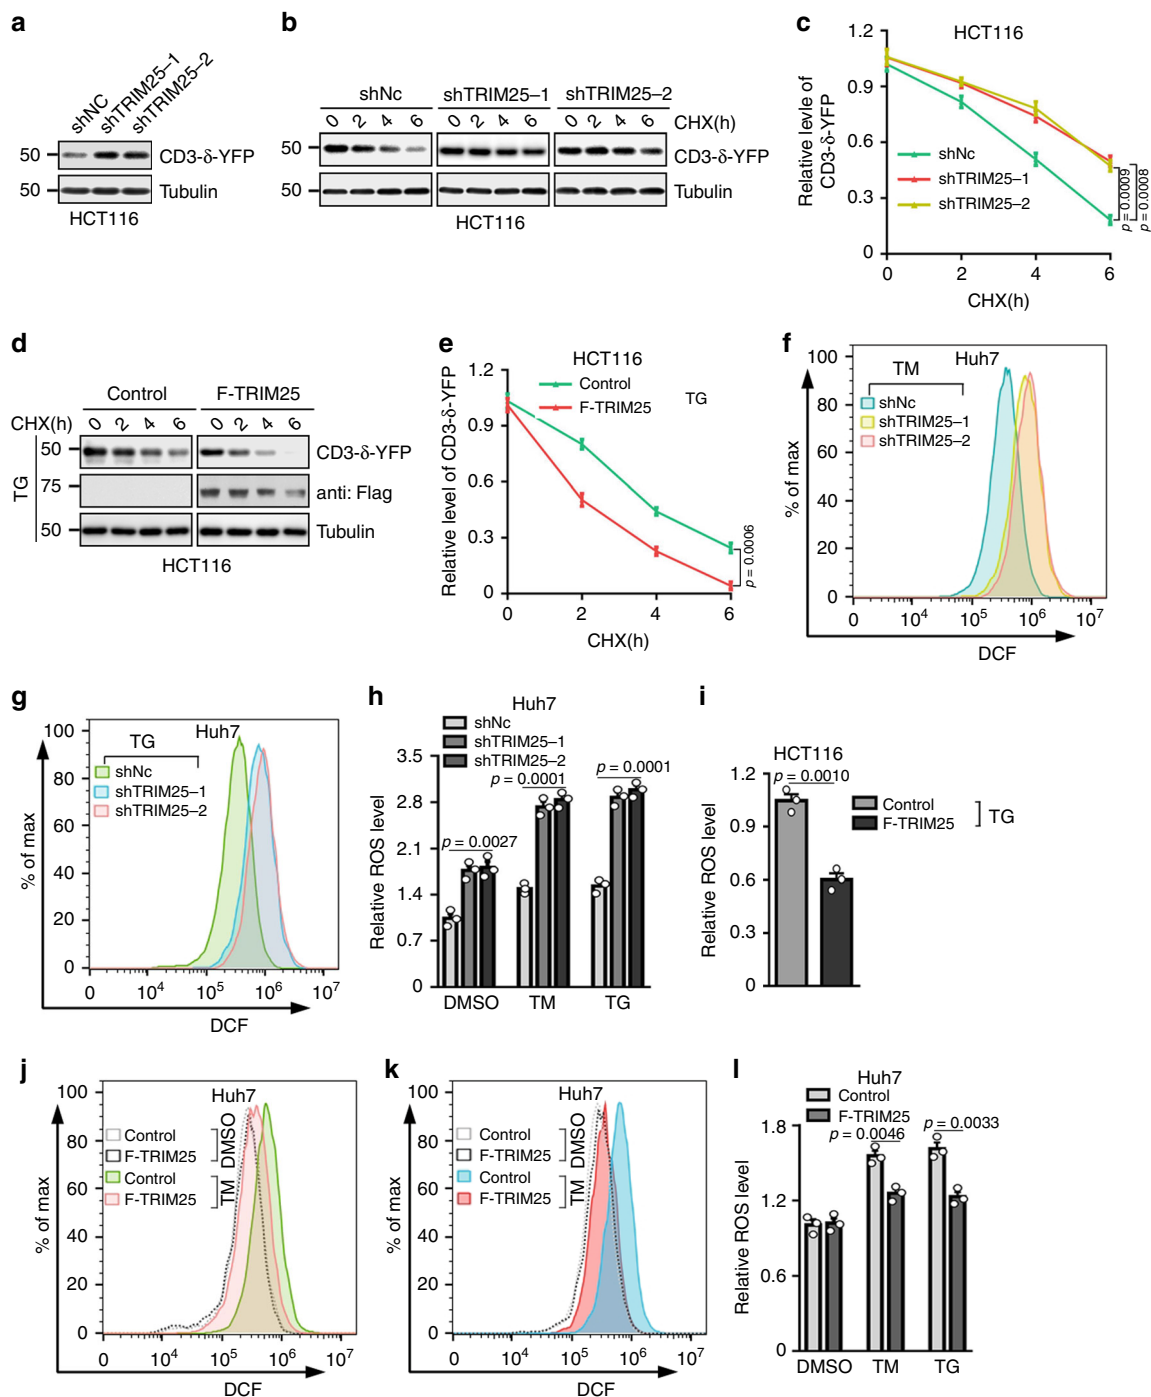 a
shNC
shTRIM25–1
shTRIM25–2
50
CD3-δ-YFP
50
Tubulin
HCT116
b
shNc
shTRIM25–1
shTRIM25–2
0 2 4 6
0 2 4 6
0 2 4 6
CHX(h)
50
CD3-δ-YFP
50
Tubulin
HCT116
c
HCT116
Relative levle of
CD3-δ-YFP
1.2
0.9
0.6
0.3
0
shNc
shTRIM25–1
shTRIM25–2
p = 0.0009
p = 0.0008
0 2 4 6
CHX(h)
d
Control
F-TRIM25
CHX(h)
0 2 4 6
0 2 4 6
TG
50
CD3-δ-YFP
75
anti: Flag
50
Tubulin
HCT116
e
HCT116
Control
F-TRIM25
TG
Relative level of CD3-δ-YFP
1.2
0.9
0.6
0.3
0
p = 0.0006
0 2 4 6
CHX(h)
f
Huh7
TM
shNc
shTRIM25–1
shTRIM25–2
% of max
100
80
60
40
20
0
0 10⁴ 10⁵ 10⁶ 10⁷
DCF
g
Huh7
TG
shNc
shTRIM25–1
shTRIM25–2
% of max
100
80
60
40
20
0
0 10⁴ 10⁵ 10⁶ 10⁷
DCF
h
Huh7
shNc
shTRIM25–1
shTRIM25–2
Relative ROS level
3.5
2.8
2.1
1.4
0.7
0
p = 0.0027
p = 0.0001
p = 0.0001
DMSO TM TG
i
HCT116
p = 0.0010
Control
F-TRIM25
TG
Relative ROS level
1.2
0.9
0.6
0.3
0
j
Huh7
Control
F-TRIM25
DMSO
Control
F-TRIM25
TM
% of max
100
80
60
40
20
0
0 10⁴ 10⁵ 10⁶ 10⁷
DCF
k
Huh7
Control
F-TRIM25
DMSO
Control
F-TRIM25
TM
% of max
100
80
60
40
20
0
0 10⁴ 10⁵ 10⁶ 10⁷
DCF
l
Huh7
Control
F-TRIM25
p = 0.0046
p = 0.0033
Relative ROS level
1.8
1.2
0.6
0
DMSO TM TG